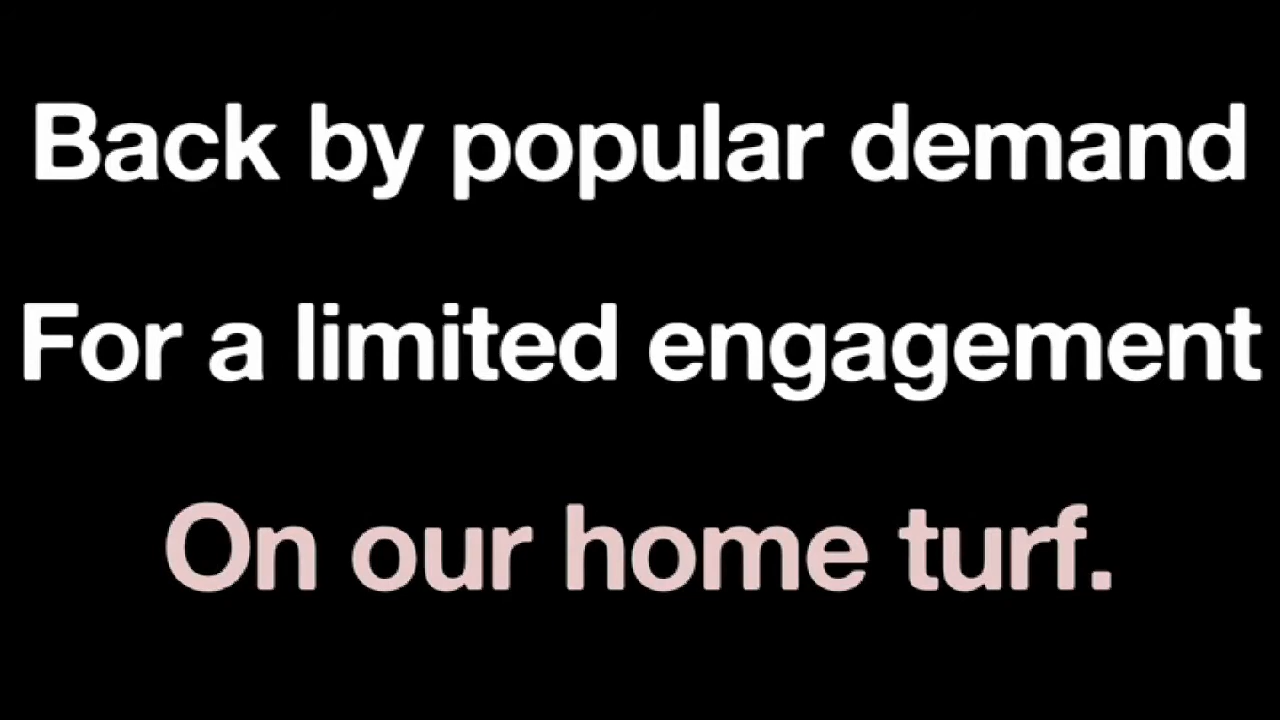 Back by popular demand
For a limited engagement
On our home turf.